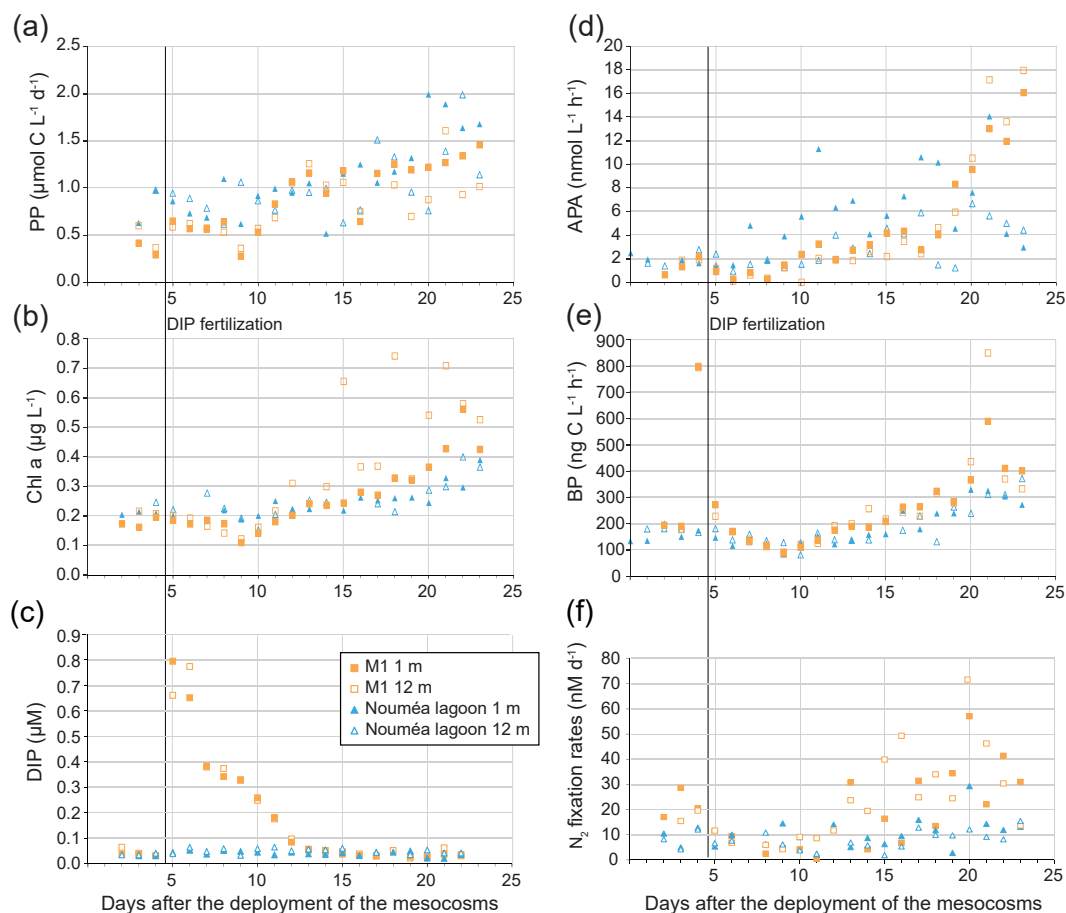 (a)
2.5
2.0
1.5
1.0
0.5
0.0
PP (µmol C L⁻¹ d⁻¹)
5 10 15 20 25
DIP fertilization
(b)
0.8
0.7
0.6
0.5
0.4
0.3
0.2
0.1
0.0
Chl a (µg L⁻¹)
5 10 15 20 25
(c)
0.9
0.8
0.7
0.6
0.5
0.4
0.3
0.2
0.1
0.0
DIP (µM)
M1 1 m
M1 12 m
Nouméa lagoon 1 m
Nouméa lagoon 12 m
5 10 15 20 25
Days after the deployment of the mesocosms
(d)
20
18
16
14
12
10
8
6
4
2
0
APA (nmol L⁻¹ h⁻¹)
5 10 15 20 25
DIP fertilization
(e)
900
800
700
600
500
400
300
200
100
0
BP (ng C L⁻¹ h⁻¹)
5 10 15 20 25
(f)
80
70
60
50
40
30
20
10
0
N₂ fixation rates (nM d⁻¹)
5 10 15 20 25
Days after the deployment of the mesocosms